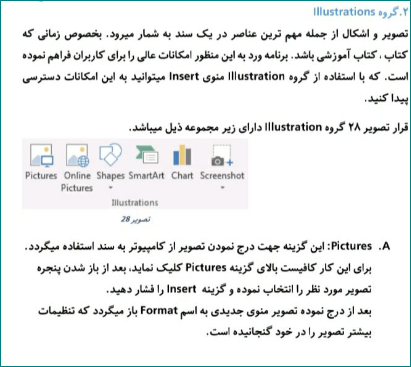 ۲.گروه Illustrations
تصویر و اشکال از جمله مهم ترین عناصر در یک سند به شمار میرود. بخصوص زمانی که
کتاب ، کتاب آموزشی باشد. برنامه ورد به این منظور امکانات عالی را برای کاربران فراهم نموده
است. که با استفاده از گروه Illlustration منوی Insert میتوانید به این امکانات دسترسی
پیدا کنید.
قرار تصویر ۲۸ گروه Illlustration دارای زیر مجموعه ذیل میباشد.
Pictures Online Shapes SmartArt Chart Screenshot
Pictures
Illustrations
تصویر 28
A. Pictures: این گزینه جهت درج نمودن تصویر از کامپیوتر به سند استفاده میگردد.
برای این کار کافیست بالای گزینه Pictures کلیک نماید، بعد از باز شدن پنجره
تصویر مورد نظر را انتخاب نموده و گزینه Insert را فشار دهید.
بعد از درج نموده تصویر منوی جدیدی به اسم Format باز میگردد که تنظیمات
بیشتر تصویر را در خود گنجانیده است.